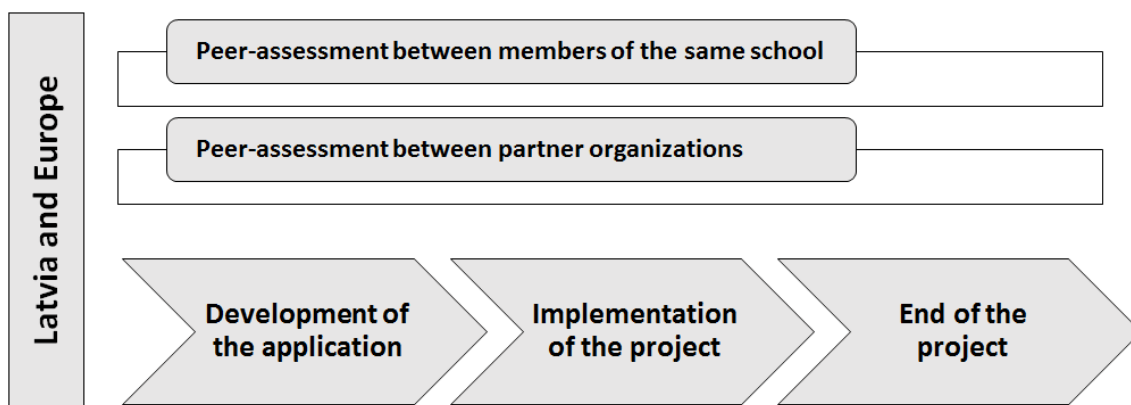 Latvia and Europe
Peer-assessment between members of the same school
Peer-assessment between partner organizations
Development of
the application
Implementation
of the project
End of the
project